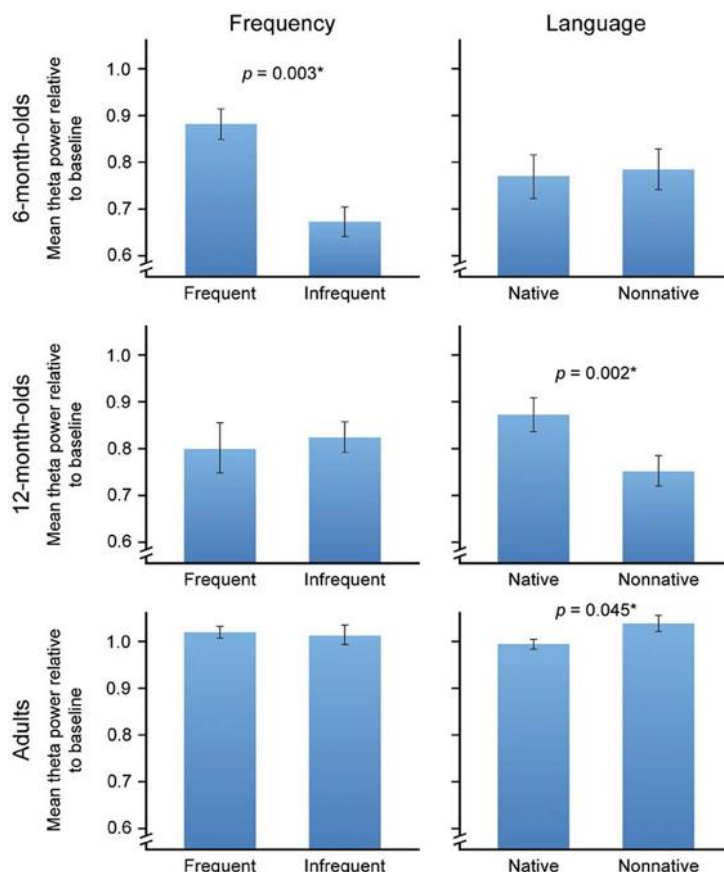 Frequency
Language
6-month-olds
Mean theta power relative
to baseline
1.0
0.9
0.8
0.7
0.6
p = 0.003*
Frequent Infrequent
Native Nonnative
12-month-olds
Mean theta power relative
to baseline
1.0
0.9
0.8
0.7
0.6
Frequent Infrequent
p = 0.002*
Native Nonnative
Adults
Mean theta power relative
to baseline
1.0
1.0
0.9
0.8
0.7
0.6
Frequent Infrequent
p = 0.045*
Native Nonnative